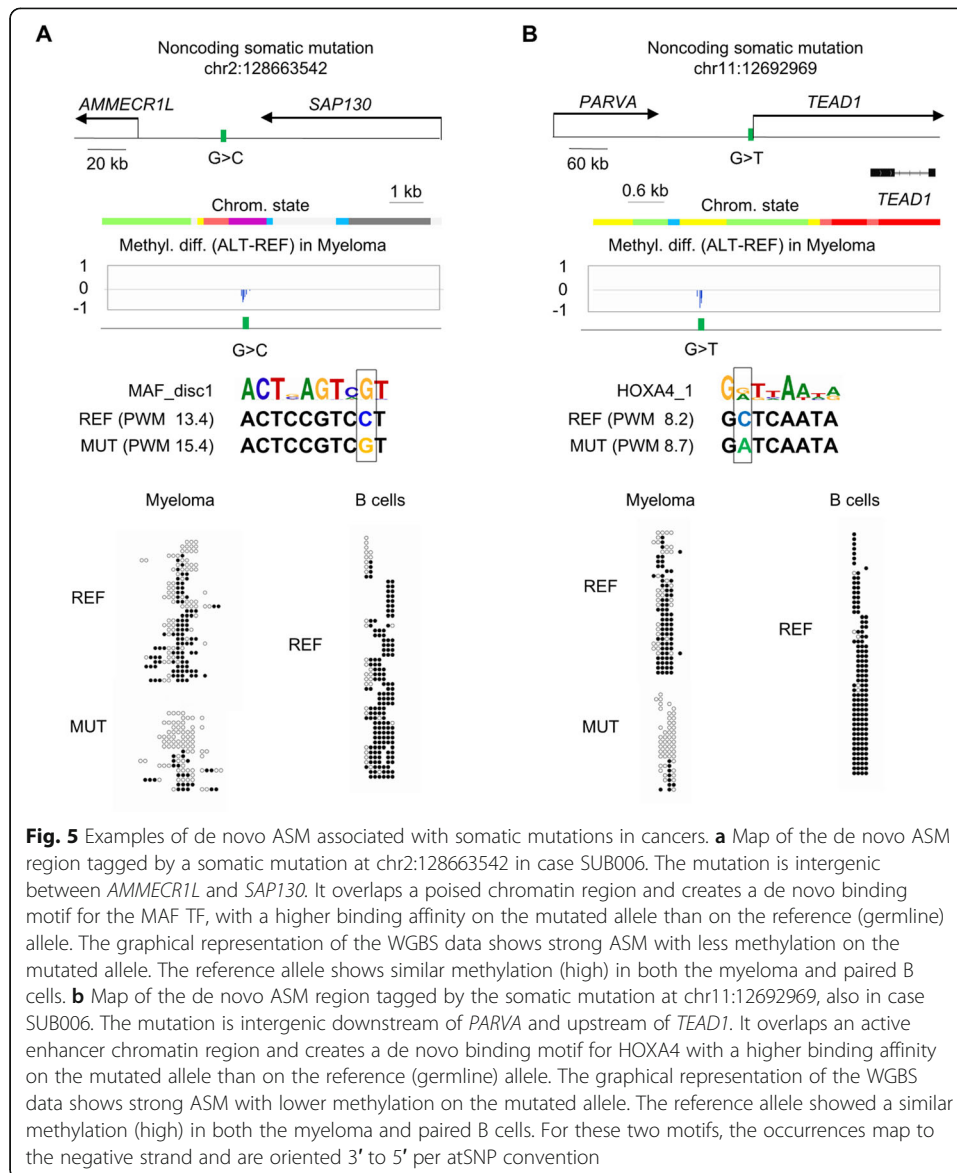 A
Noncoding somatic mutation
chr2:128663542
AMMECR1L
SAP130
20 kb
G>C
1 kb
Chrom. state
Methyl. diff. (ALT-REF) in Myeloma
1
0
-1
G>C
MAF_disc1
REF (PWM 13.4) ACTCCGTCCT
MUT (PWM 15.4) ACTCCGTCGT
Myeloma
B cells
REF
REF
MUT
B
Noncoding somatic mutation
chr11:12692969
PARVA
TEAD1
60 kb
G>T
0.6 kb
TEAD1
Chrom. state
Methyl. diff. (ALT-REF) in Myeloma
1
0
-1
G>T
HOXA4_1
REF (PWM 8.2) GCTCAATA
MUT (PWM 8.7) GATCAATA
Myeloma
B cells
REF
REF
MUT
Fig. 5 Examples of de novo ASM associated with somatic mutations in cancers. a Map of the de novo ASM
region tagged by a somatic mutation at chr2:128663542 in case SUB006. The mutation is intergenic
between AMMECR1L and SAP130. It overlaps a poised chromatin region and creates a de novo binding
motif for the MAF TF, with a higher binding affinity on the mutated allele than on the reference (germline)
allele. The graphical representation of the WGBS data shows strong ASM with less methylation on the
mutated allele. The reference allele shows similar methylation (high) in both the myeloma and paired B
cells. b Map of the de novo ASM region tagged by the somatic mutation at chr11:12692969, also in case
SUB006. The mutation is intergenic downstream of PARVA and upstream of TEAD1. It overlaps an active
enhancer chromatin region and creates a de novo binding motif for HOXA4 with a higher binding affinity
on the mutated allele than on the reference (germline) allele. The graphical representation of the WGBS
data shows strong ASM with lower methylation on the mutated allele. The reference allele showed a similar
methylation (high) in both the myeloma and paired B cells. For these two motifs, the occurrences map to
the negative strand and are oriented 3′ to 5′ per atSNP convention